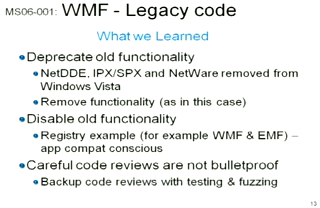 MS06-001: WMF - Legacy code
What we Learned
Deprecate old functionality
NetDDE, IPX/SPX and NetWare removed from
Windows Vista
Remove functionality (as in this case)
Disable old functionality
Registry example (for example WMF & EMF) –
app compat conscious
Careful code reviews are not bulletproof
Backup code reviews with testing & fuzzing
13